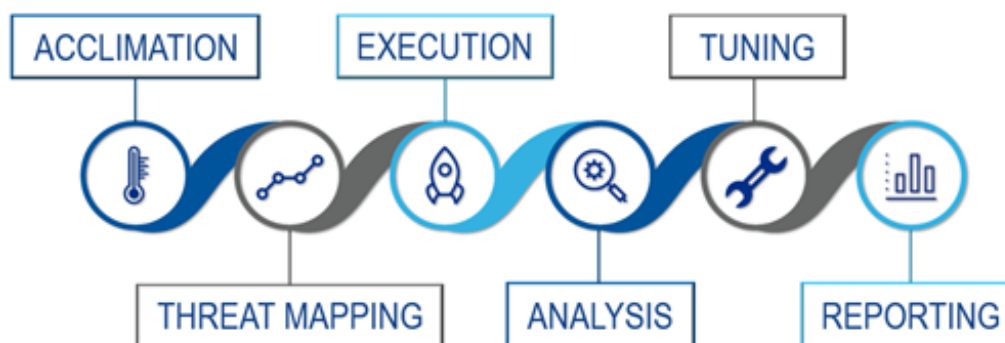 ACCLIMATION
THREAT MAPPING
EXECUTION
ANALYSIS
TUNING
REPORTING